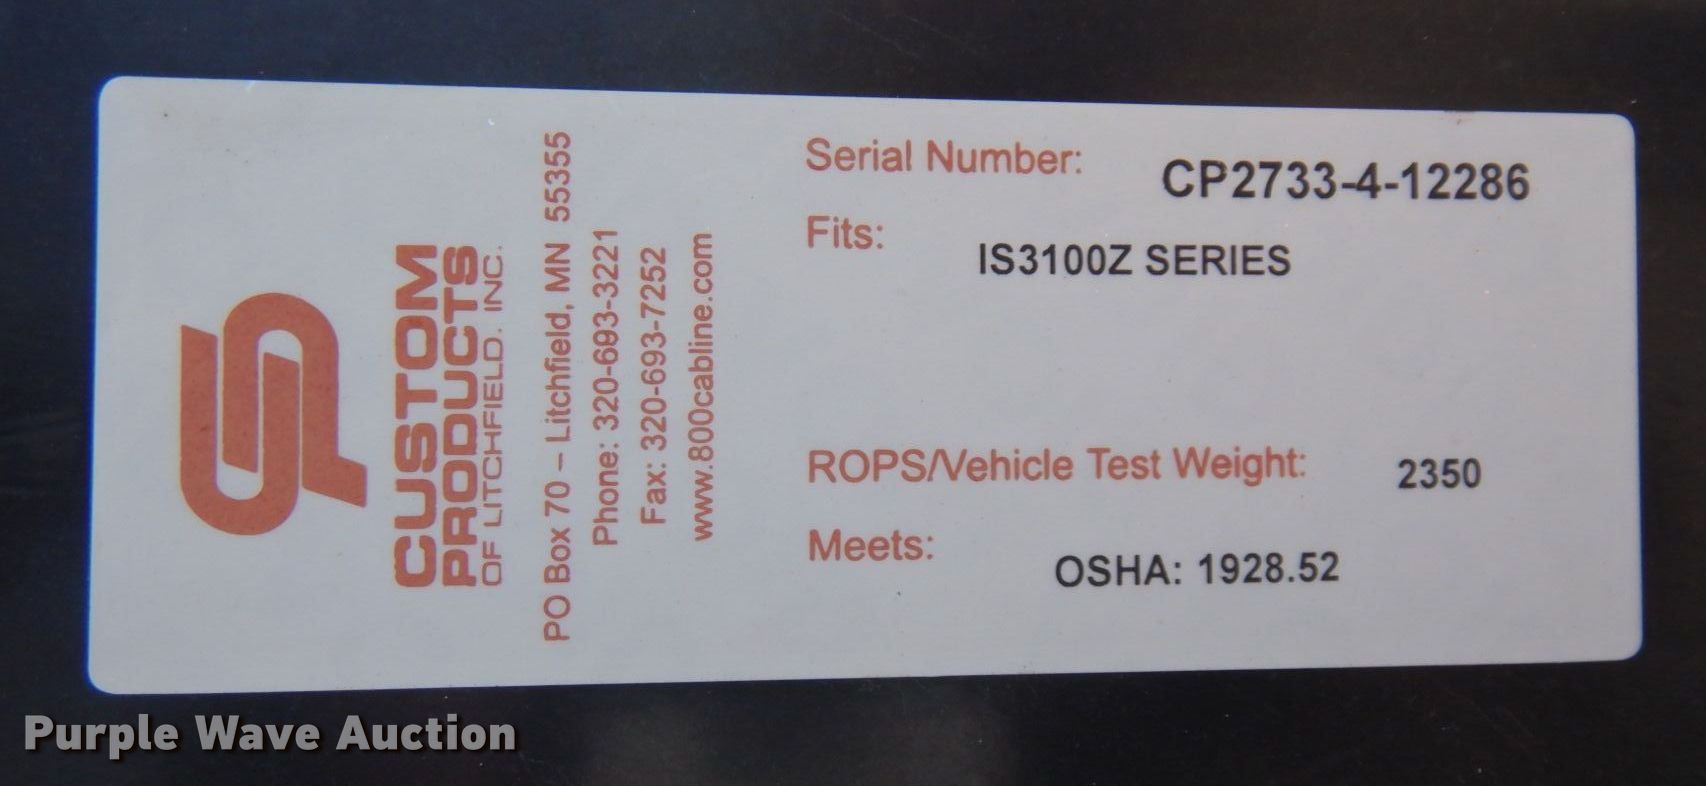 CUSTOM
PRODUCTS
OF LITCHFIELD, INC.
PO Box 70 – Litchfield, MN 55355
Phone: 320-693-3221
Fax: 320-693-7252
www.800cabline.com
Serial Number: CP2733-4-12286
Fits: IS3100Z SERIES
ROPS/Vehicle Test Weight: 2350
Meets: OSHA: 1928.52
Purple Wave Auction